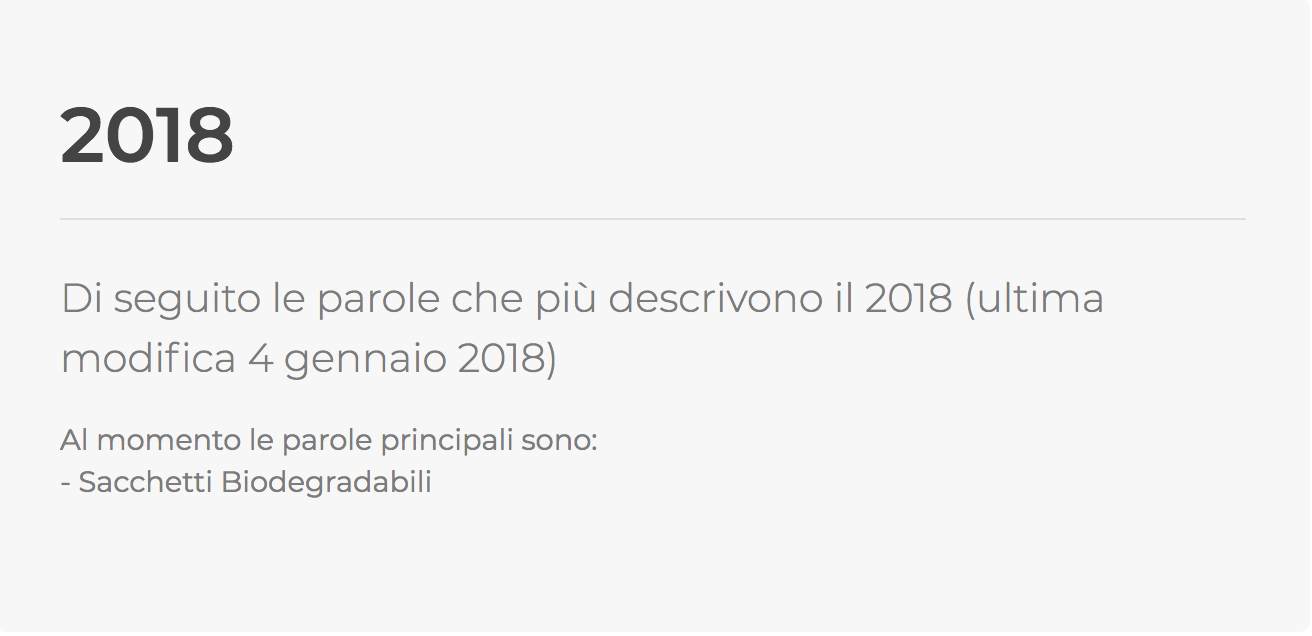 2018
Di seguito le parole che più descrivono il 2018 (ultima
modifica 4 gennaio 2018)
Al momento le parole principali sono:
- Sacchetti Biodegradabili